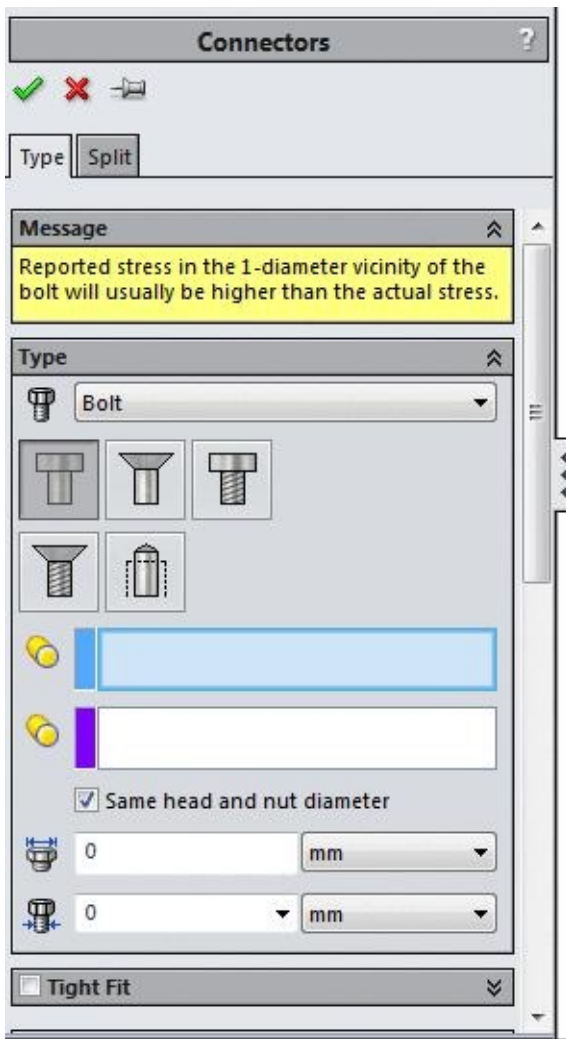 Connectors ?
Type Split
Message
Reported stress in the 1-diameter vicinity of the
bolt will usually be higher than the actual stress.
Type
Bolt
Same head and nut diameter
0 mm
0 mm
Tight Fit